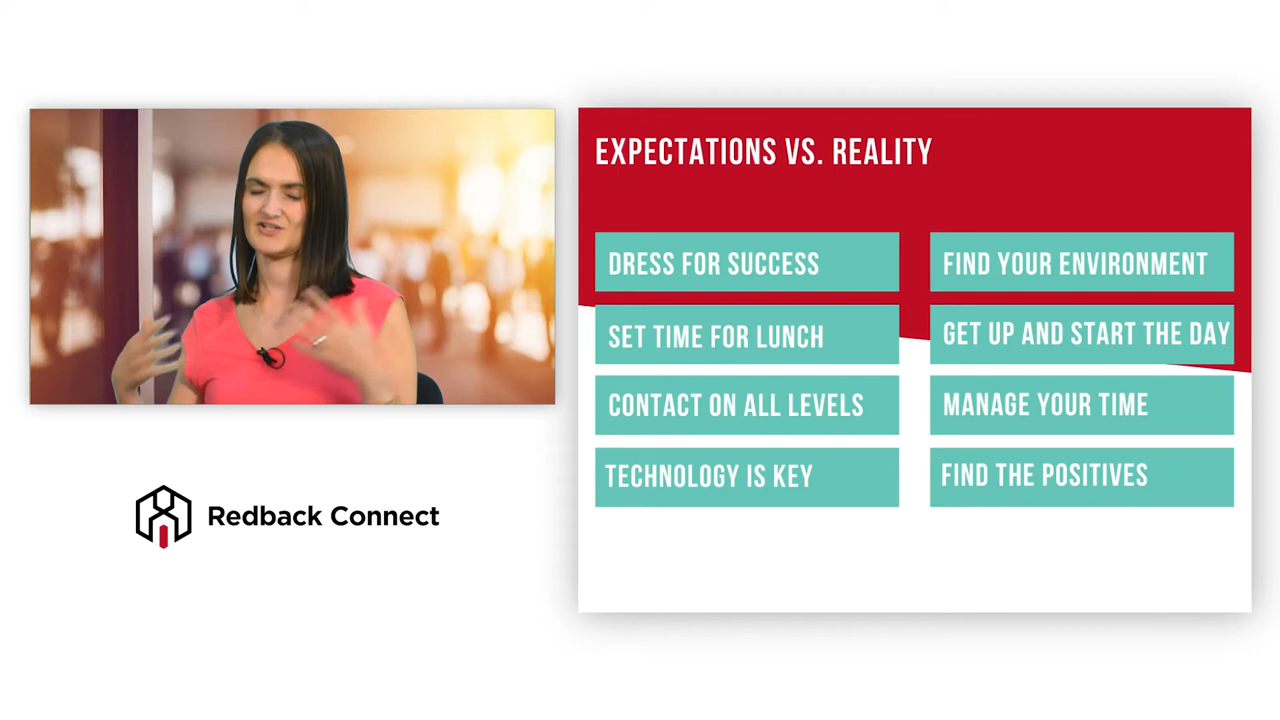 EXPECTATIONS VS. REALITY
DRESS FOR SUCCESS
FIND YOUR ENVIRONMENT
SET TIME FOR LUNCH
GET UP AND START THE DAY
CONTACT ON ALL LEVELS
MANAGE YOUR TIME
TECHNOLOGY IS KEY
FIND THE POSITIVES
Redback Connect